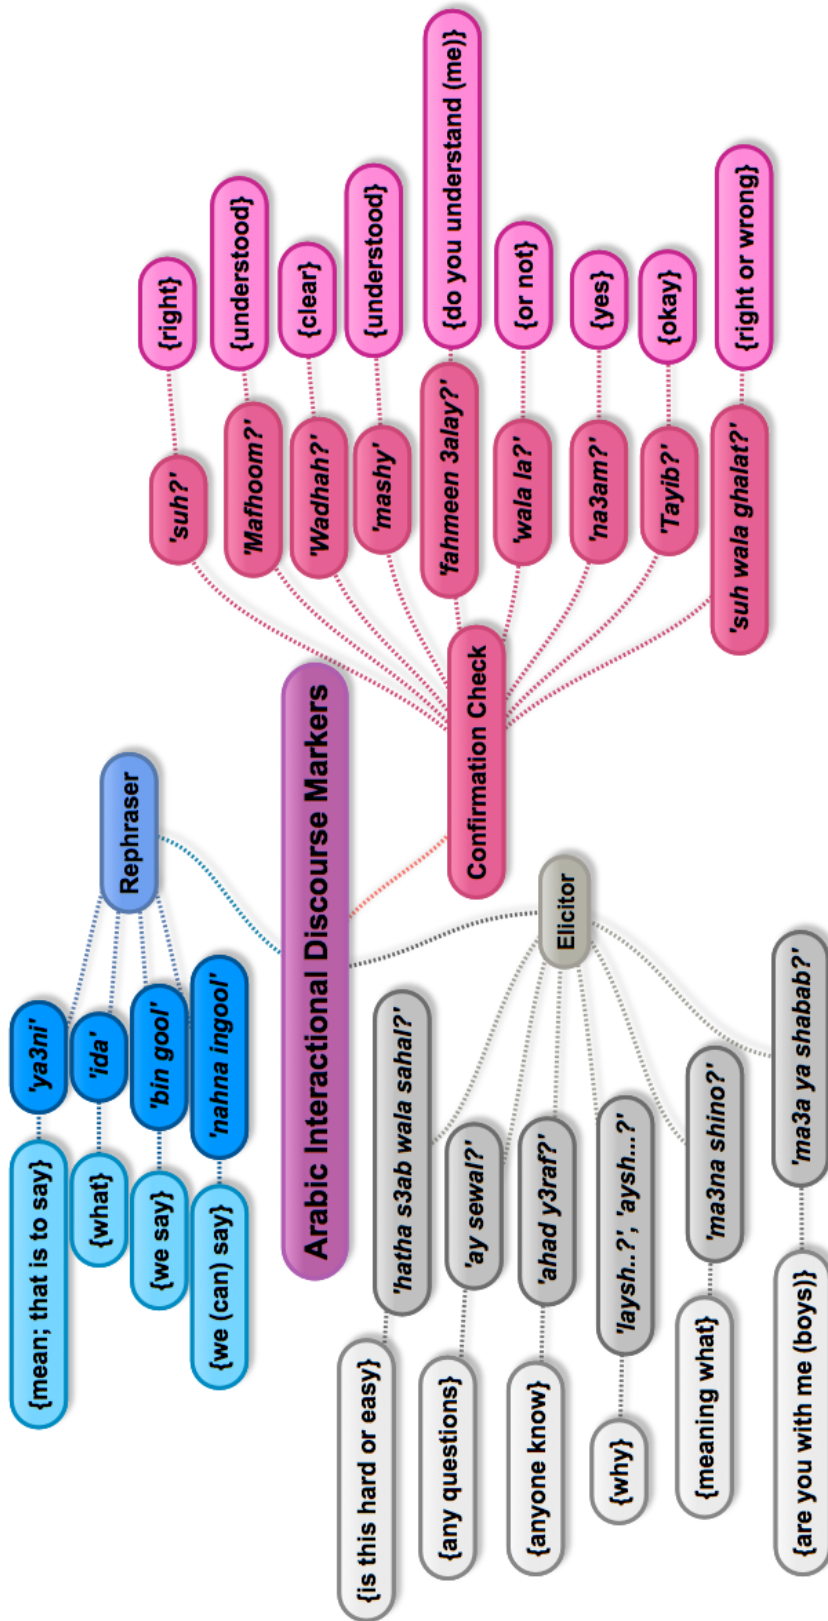 Arabic Interactional Discourse Markers
Rephraser
'ya3ni'
{mean; that is to say}
'ida'
{what}
'bin gool'
{we say}
'nahna ingool'
{we (can) say}
Confirmation Check
'suh?'
{right}
'Mafhoom?'
{understood}
'Wadhah?'
{clear}
'mashy'
{understood}
'fahmeen 3alay?'
{do you understand (me)}
'wala la?'
{or not}
'na3am?'
{yes}
'Tayib?'
{okay}
'suh wala ghalat?'
{right or wrong}
Elicitor
'hatha s3ab wala sahal?'
{is this hard or easy}
'ay sewal?'
{any questions}
'ahad y3raf?'
{anyone know}
'laysh..?', 'aysh...?'
{why}
'ma3na shino?'
{meaning what}
'ma3a ya shabab?'
{are you with me (boys)}